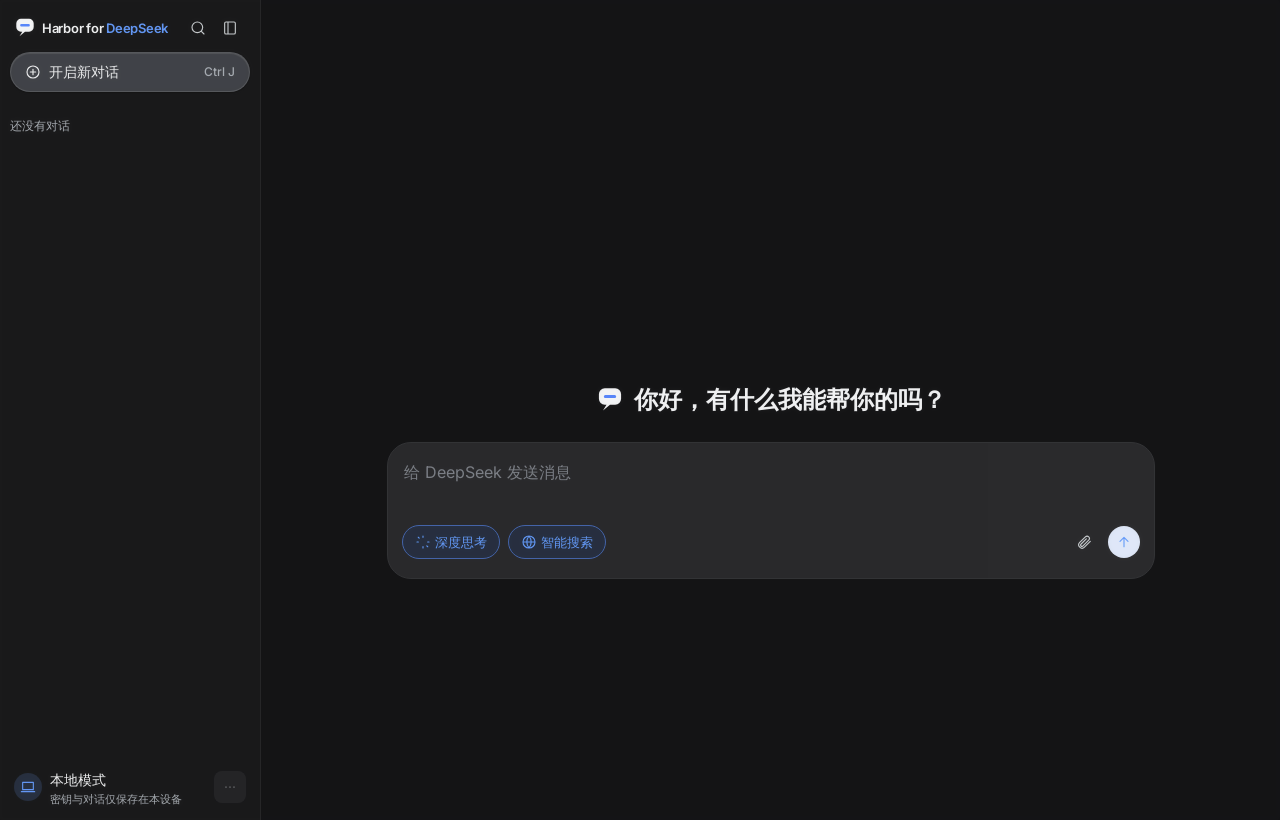 Harbor for DeepSeek
开启新对话 Ctrl J
还没有对话
你好，有什么我能帮你的吗？
给 DeepSeek 发送消息
深度思考 智能搜索
本地模式
密钥与对话仅保存在本设备